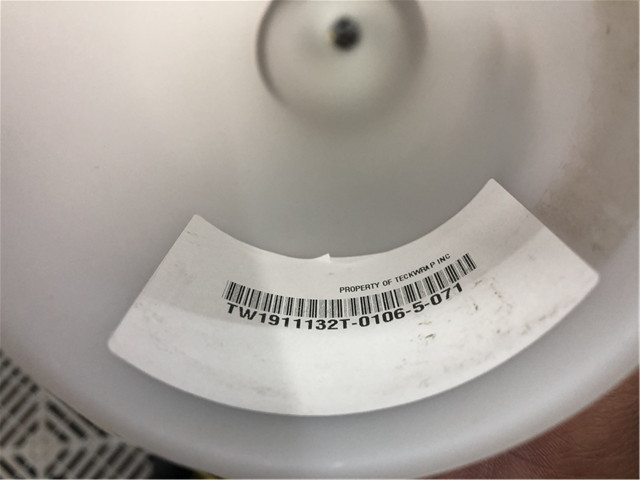 PROPERTY OF TECKWRAP INC
TW1911132T-0106-5-071